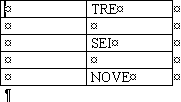 ¤ TRE¤ ¤
¤ ¤ ¤
¤ SEI¤ ¤
¤ ¤ ¤
¤ NOVE¤ ¤
¶